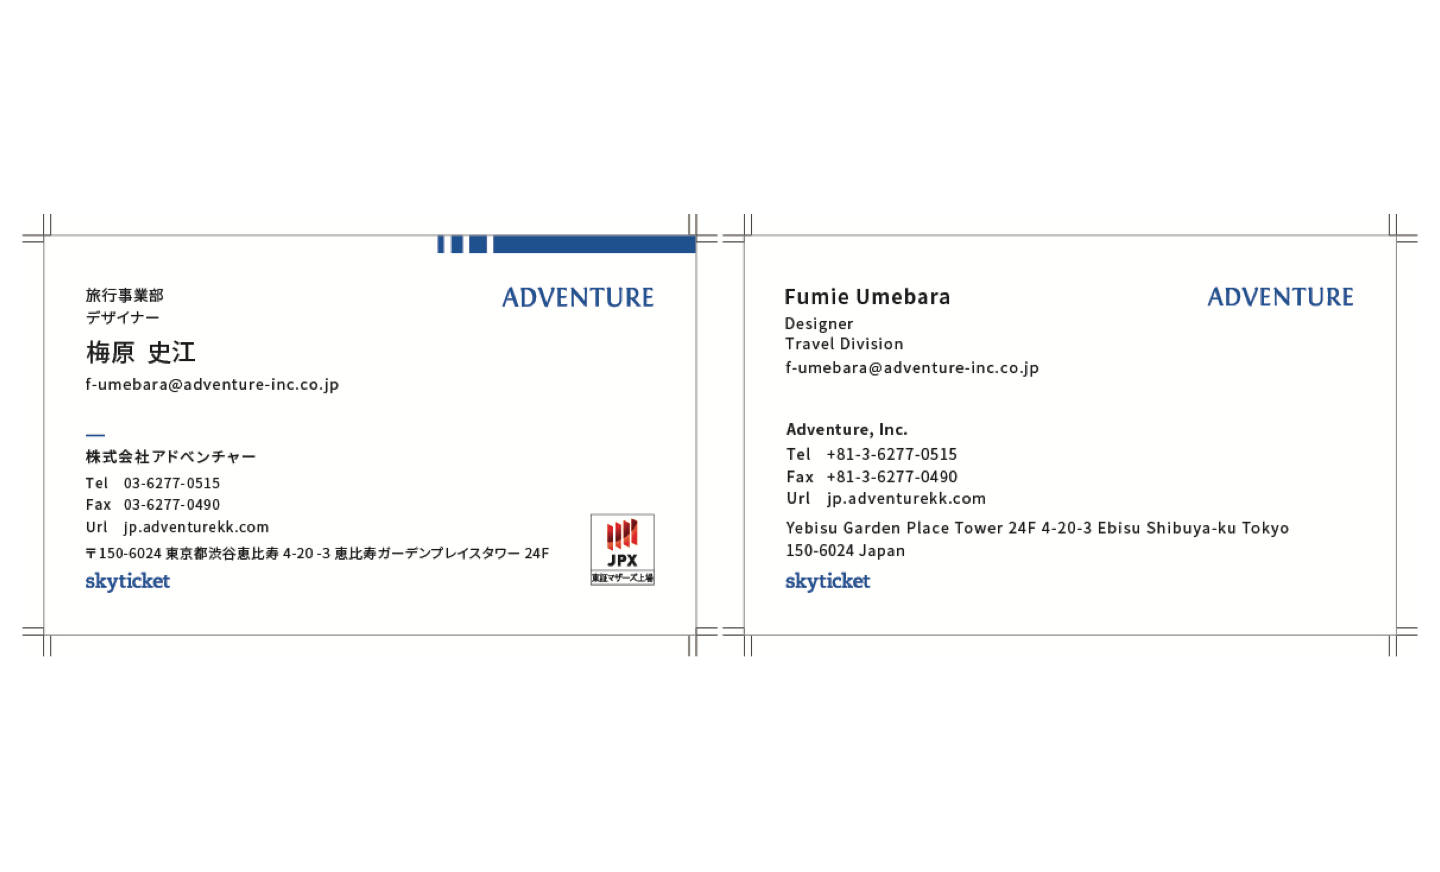 旅行事業部
デザイナー
梅原 史江
f-umebara@adventure-inc.co.jp
ADVENTURE
株式会社アドベンチャー
Tel 03-6277-0515
Fax 03-6277-0490
Url jp.adventurekk.com
〒150-6024 東京都渋谷恵比寿 4-20 -3 恵比寿ガーデンプレイスタワー 24F
skyticket
JPX
東証マザーズ上場
Fumie Umebara
Designer
Travel Division
f-umebara@adventure-inc.co.jp
ADVENTURE
Adventure, Inc.
Tel +81-3-6277-0515
Fax +81-3-6277-0490
Url jp.adventurekk.com
Yebisu Garden Place Tower 24F 4-20-3 Ebisu Shibuya-ku Tokyo
150-6024 Japan
skyticket